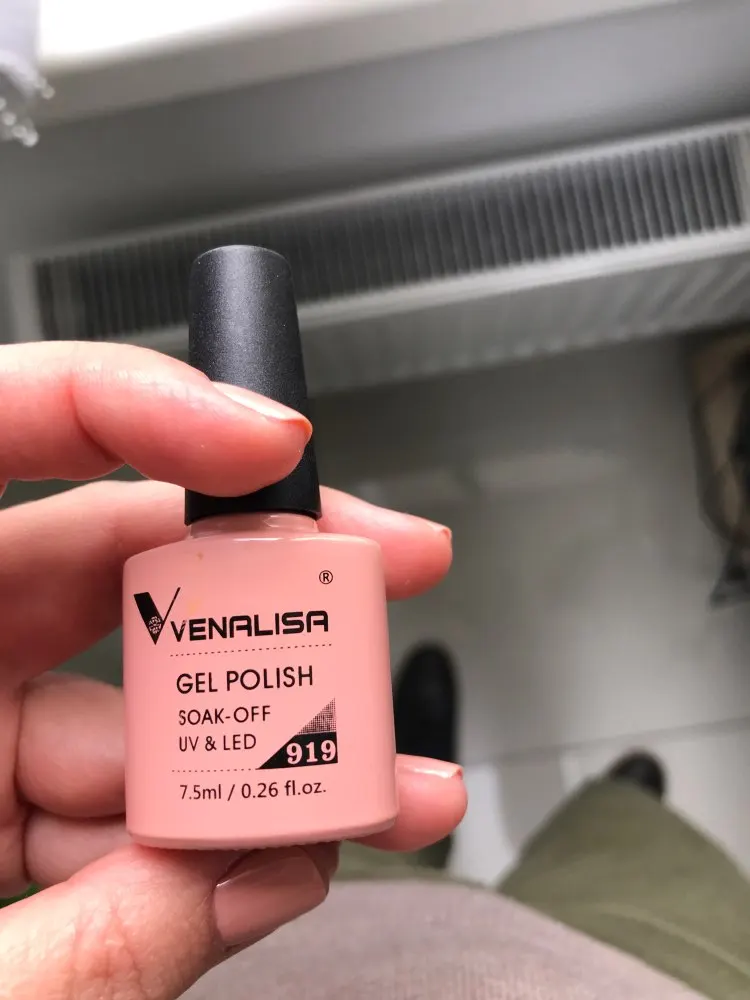 VENALISA ®
GEL POLISH
SOAK-OFF
UV & LED
919
7.5ml / 0.26 fl.oz.